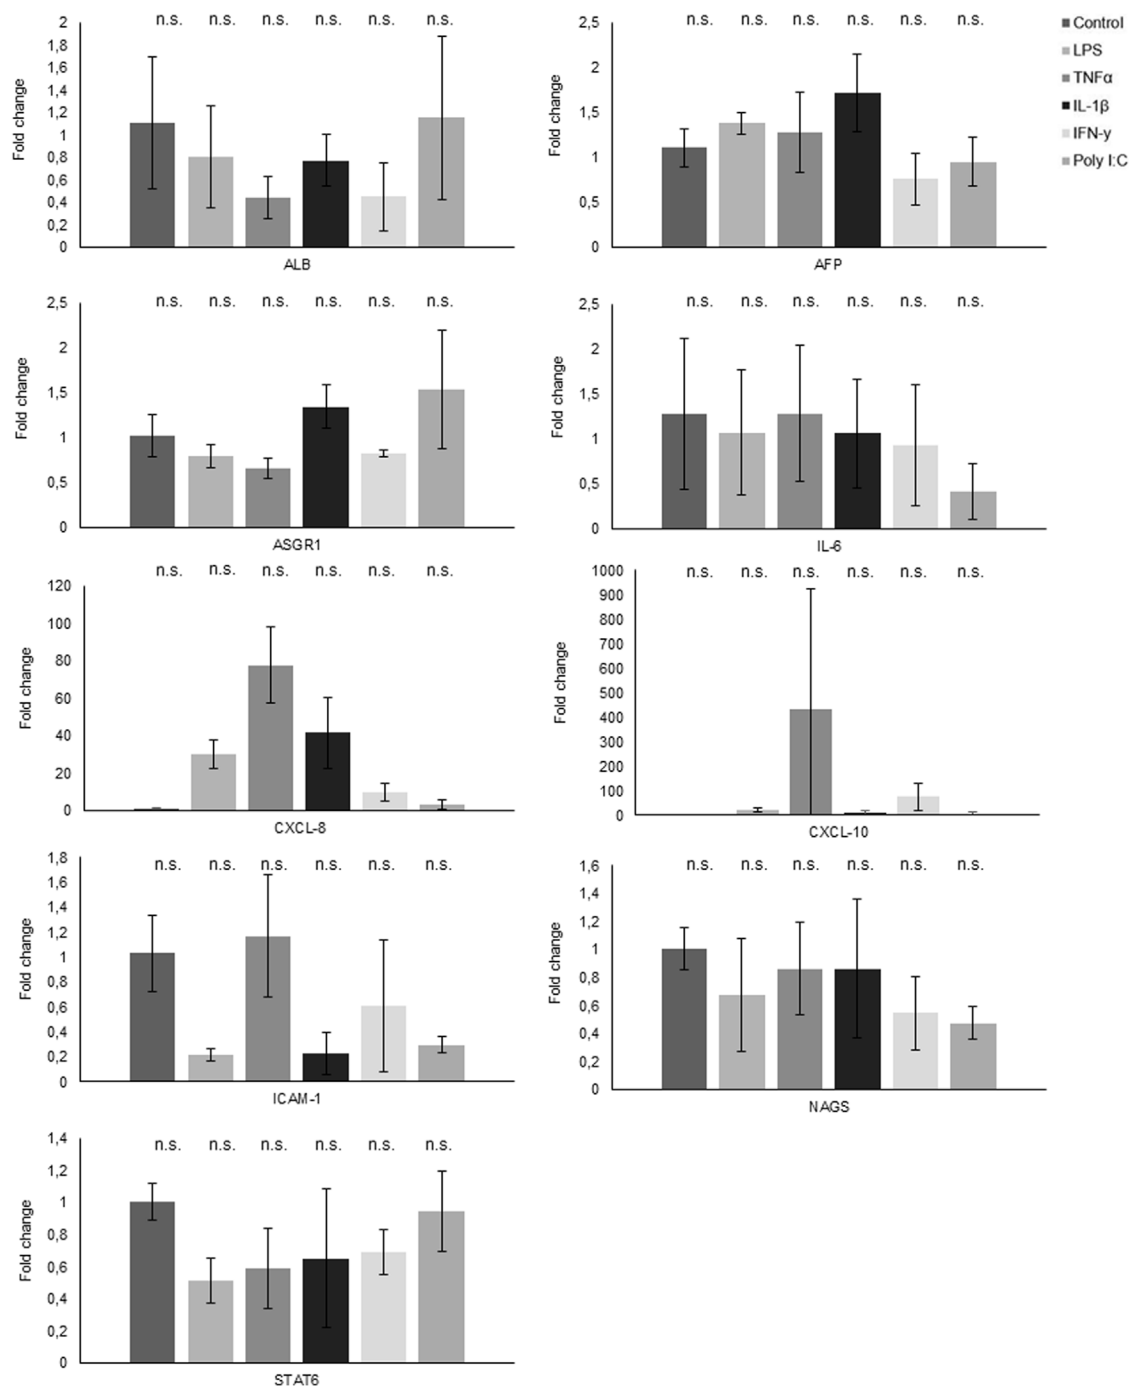 n.s. n.s. n.s. n.s. n.s. n.s.
2
1,8
1,6
1,4
1,2
1
0,8
0,6
0,4
0,2
0
Fold change
ALB
n.s. n.s. n.s. n.s. n.s. n.s.
2,5
2
1,5
1
0,5
0
Fold change
AFP
Control
LPS
TNFα
IL-1β
IFN-y
Poly I:C
n.s. n.s. n.s. n.s. n.s. n.s.
2,5
2
1,5
1
0,5
0
Fold change
ASGR1
n.s. n.s. n.s. n.s. n.s. n.s.
2,5
2
1,5
1
0,5
0
Fold change
IL-6
n.s. n.s. n.s. n.s. n.s. n.s.
120
100
80
60
40
20
0
Fold change
CXCL-8
n.s. n.s. n.s. n.s. n.s. n.s.
1000
900
800
700
600
500
400
300
200
100
0
Fold change
CXCL-10
n.s. n.s. n.s. n.s. n.s. n.s.
1,8
1,6
1,4
1,2
1
0,8
0,6
0,4
0,2
0
Fold change
ICAM-1
n.s. n.s. n.s. n.s. n.s. n.s.
1,6
1,4
1,2
1
0,8
0,6
0,4
0,2
0
Fold change
NAGS
n.s. n.s. n.s. n.s. n.s. n.s.
1,4
1,2
1
0,8
0,6
0,4
0,2
0
Fold change
STAT6